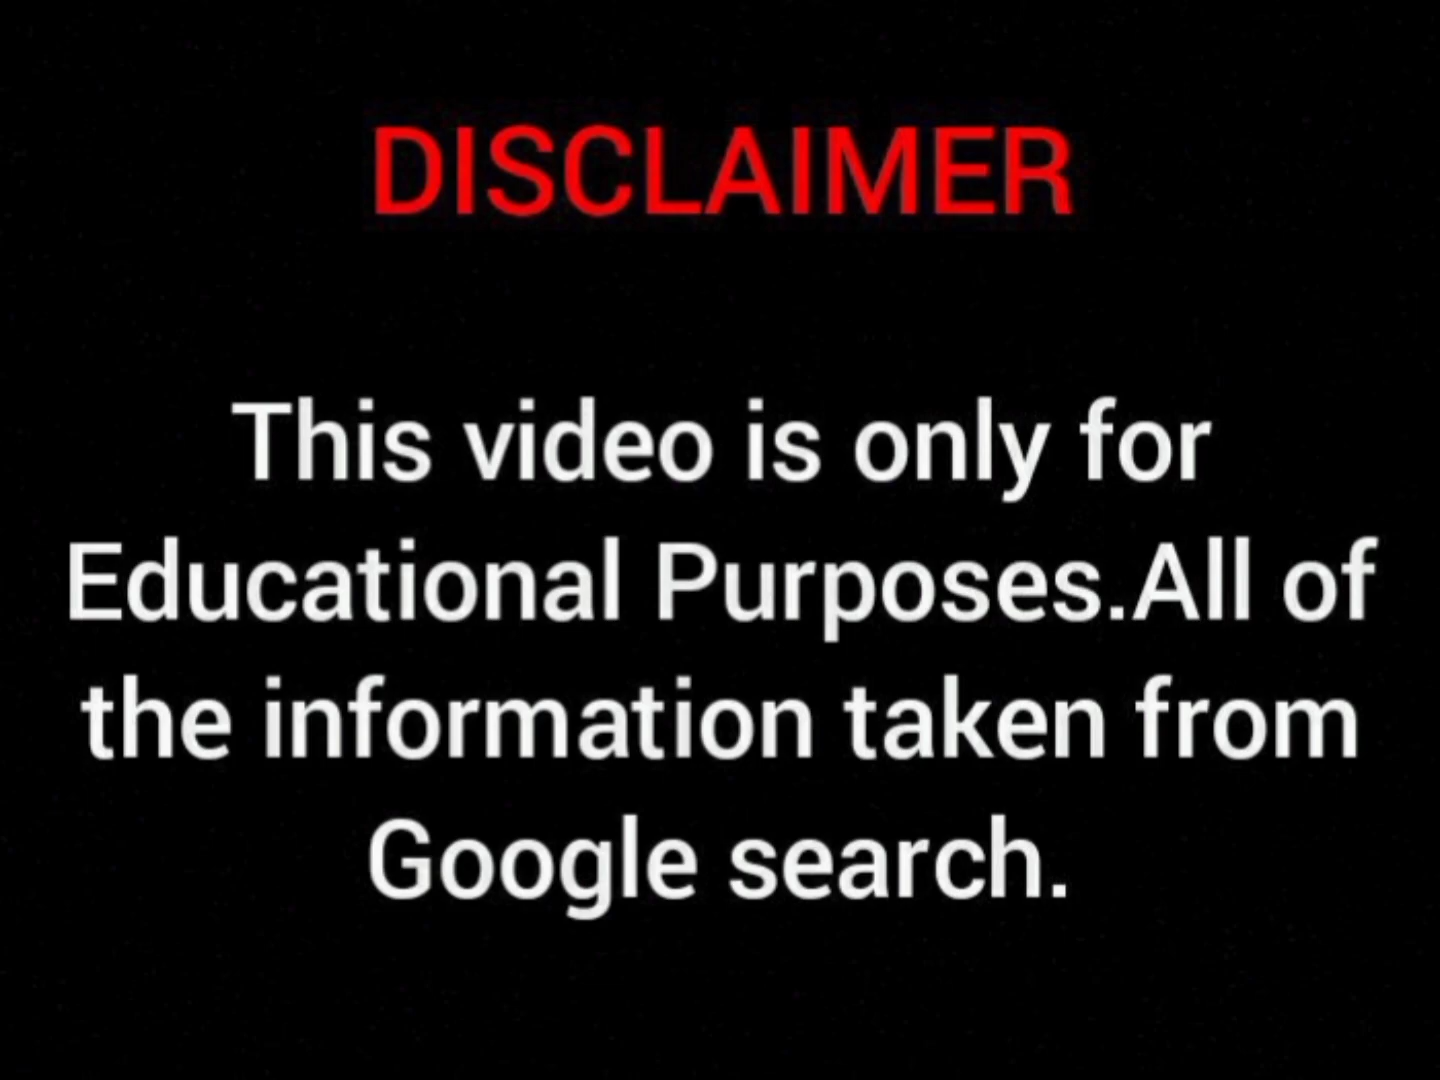 DISCLAIMER
This video is only for
Educational Purposes.All of
the information taken from
Google search.